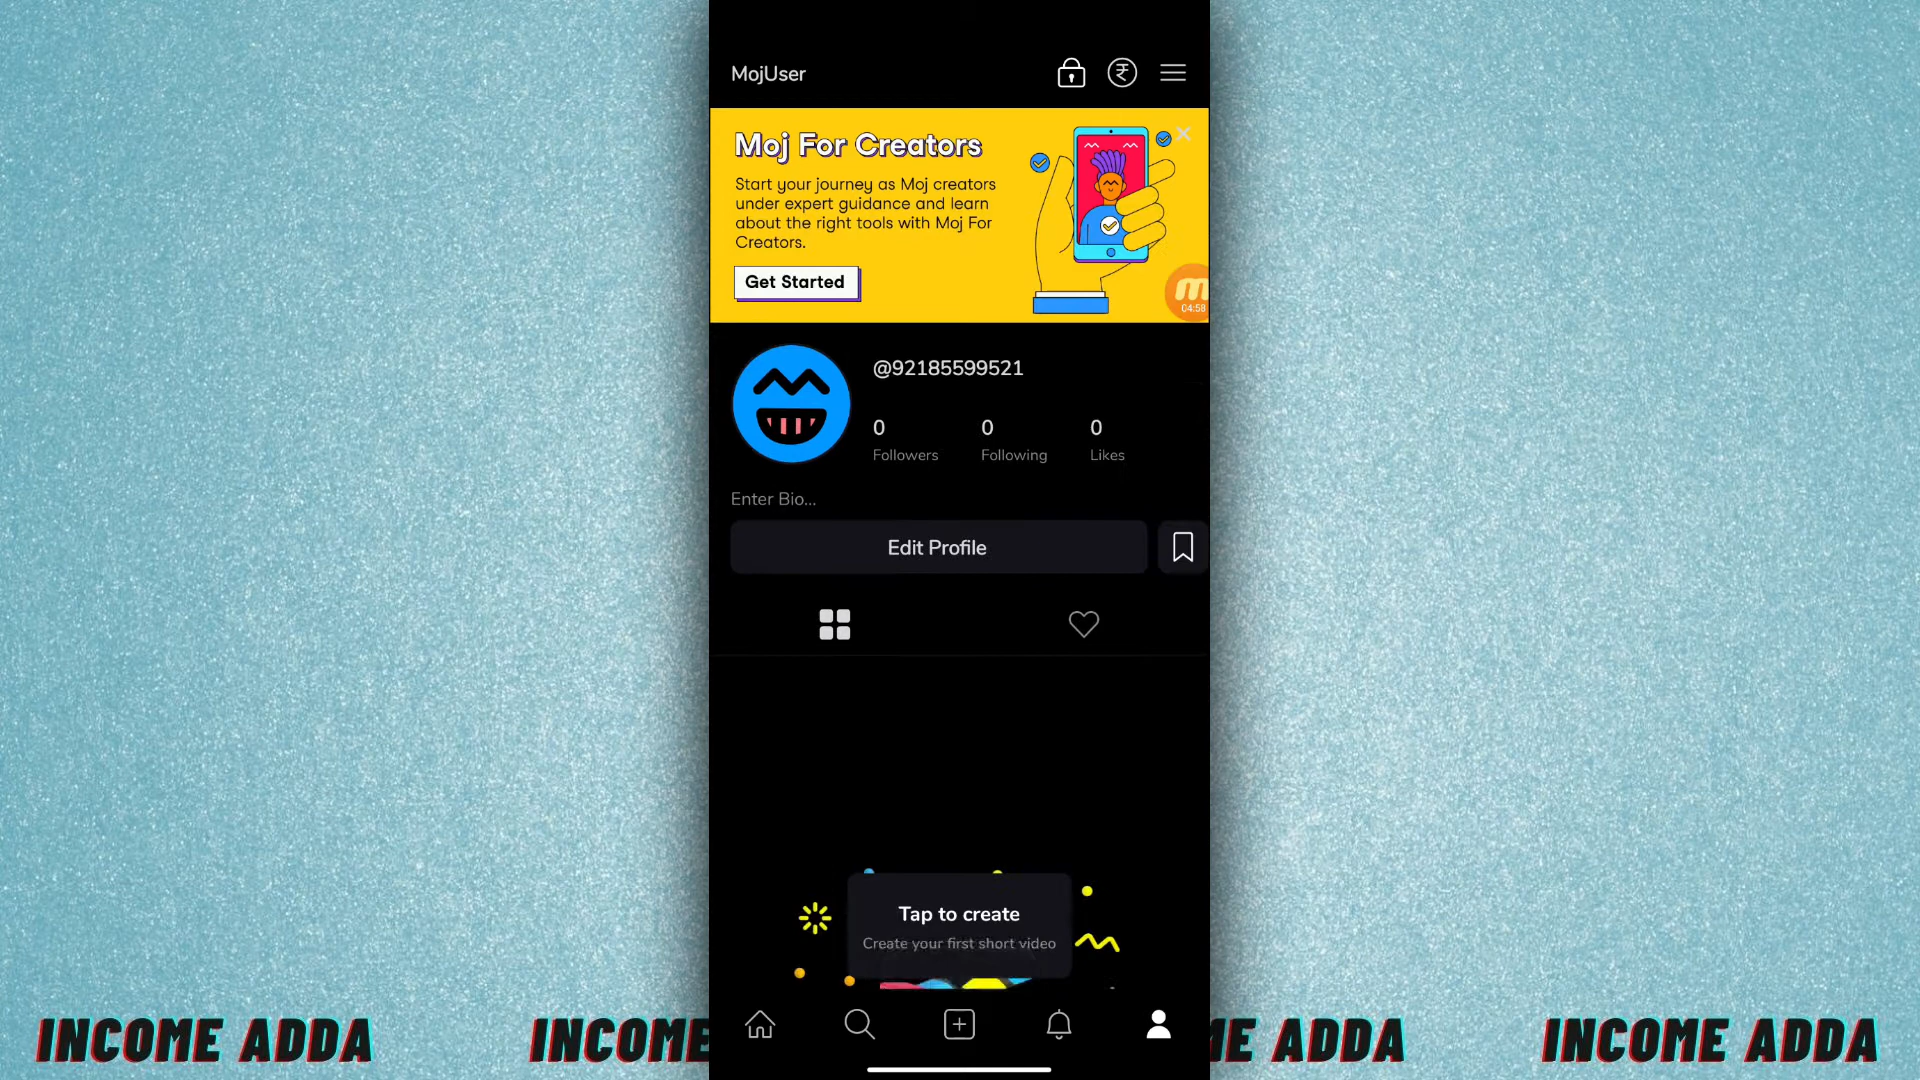 MojUser
Moj For Creators
Start your journey as Moj creators
under expert guidance and learn
about the right tools with Moj For
Creators.
Get Started
04:58
@92185599521
0 0 0
Followers Following Likes
Enter Bio...
Edit Profile
Tap to create
Create your first short video
INCOME ADDA INCOME ME ADDA INCOME ADDA